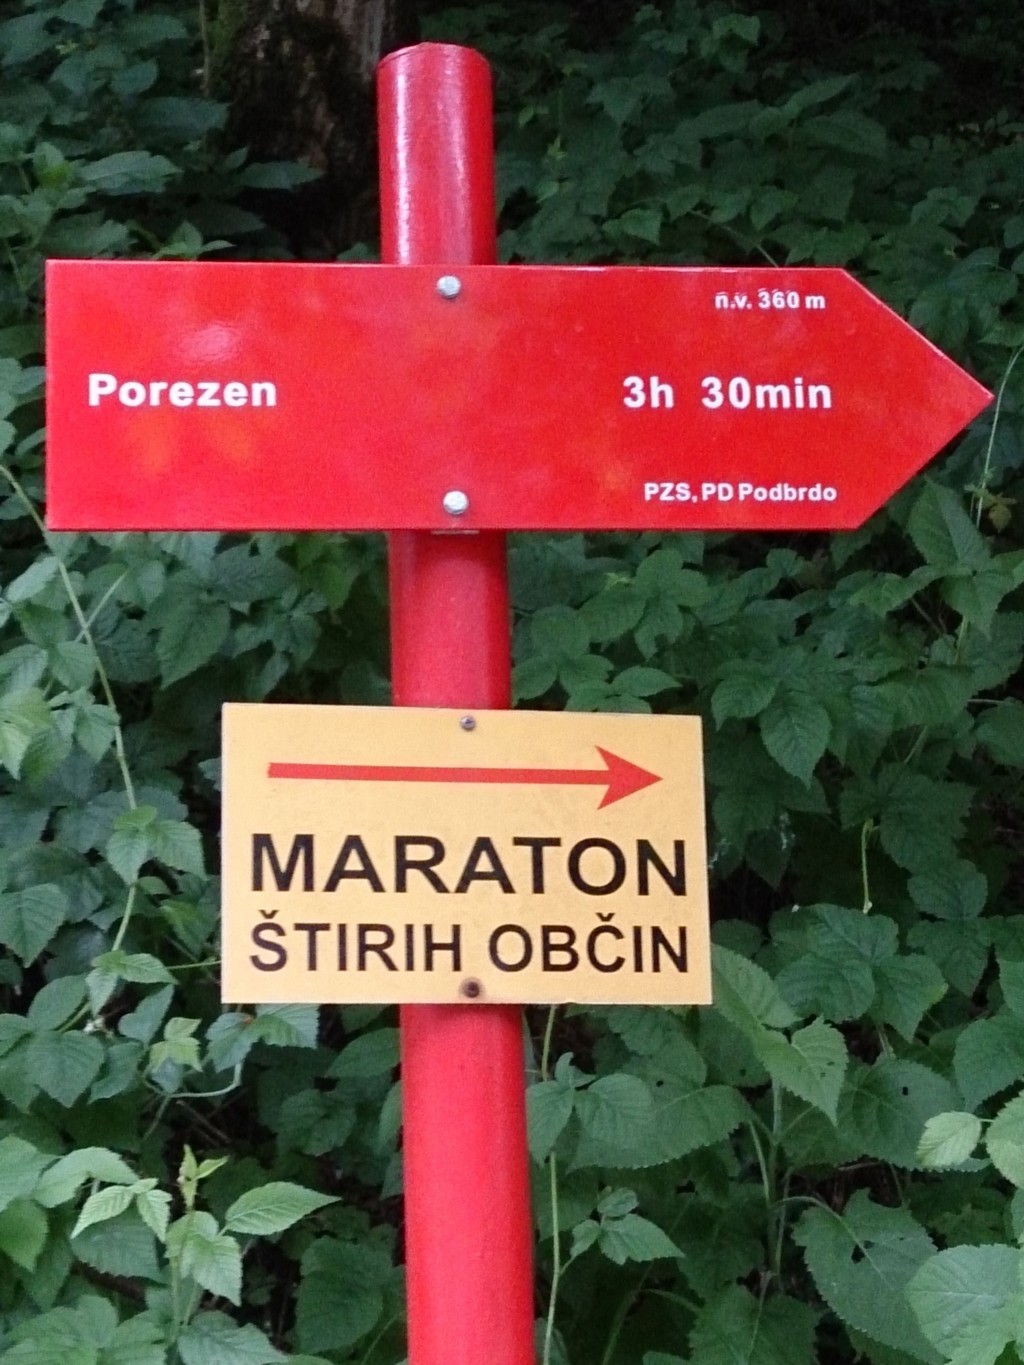 n.v. 360 m
Porezen 3h 30min
PZS, PD Podbrdo
MARATON
ŠTIRIH OBČIN